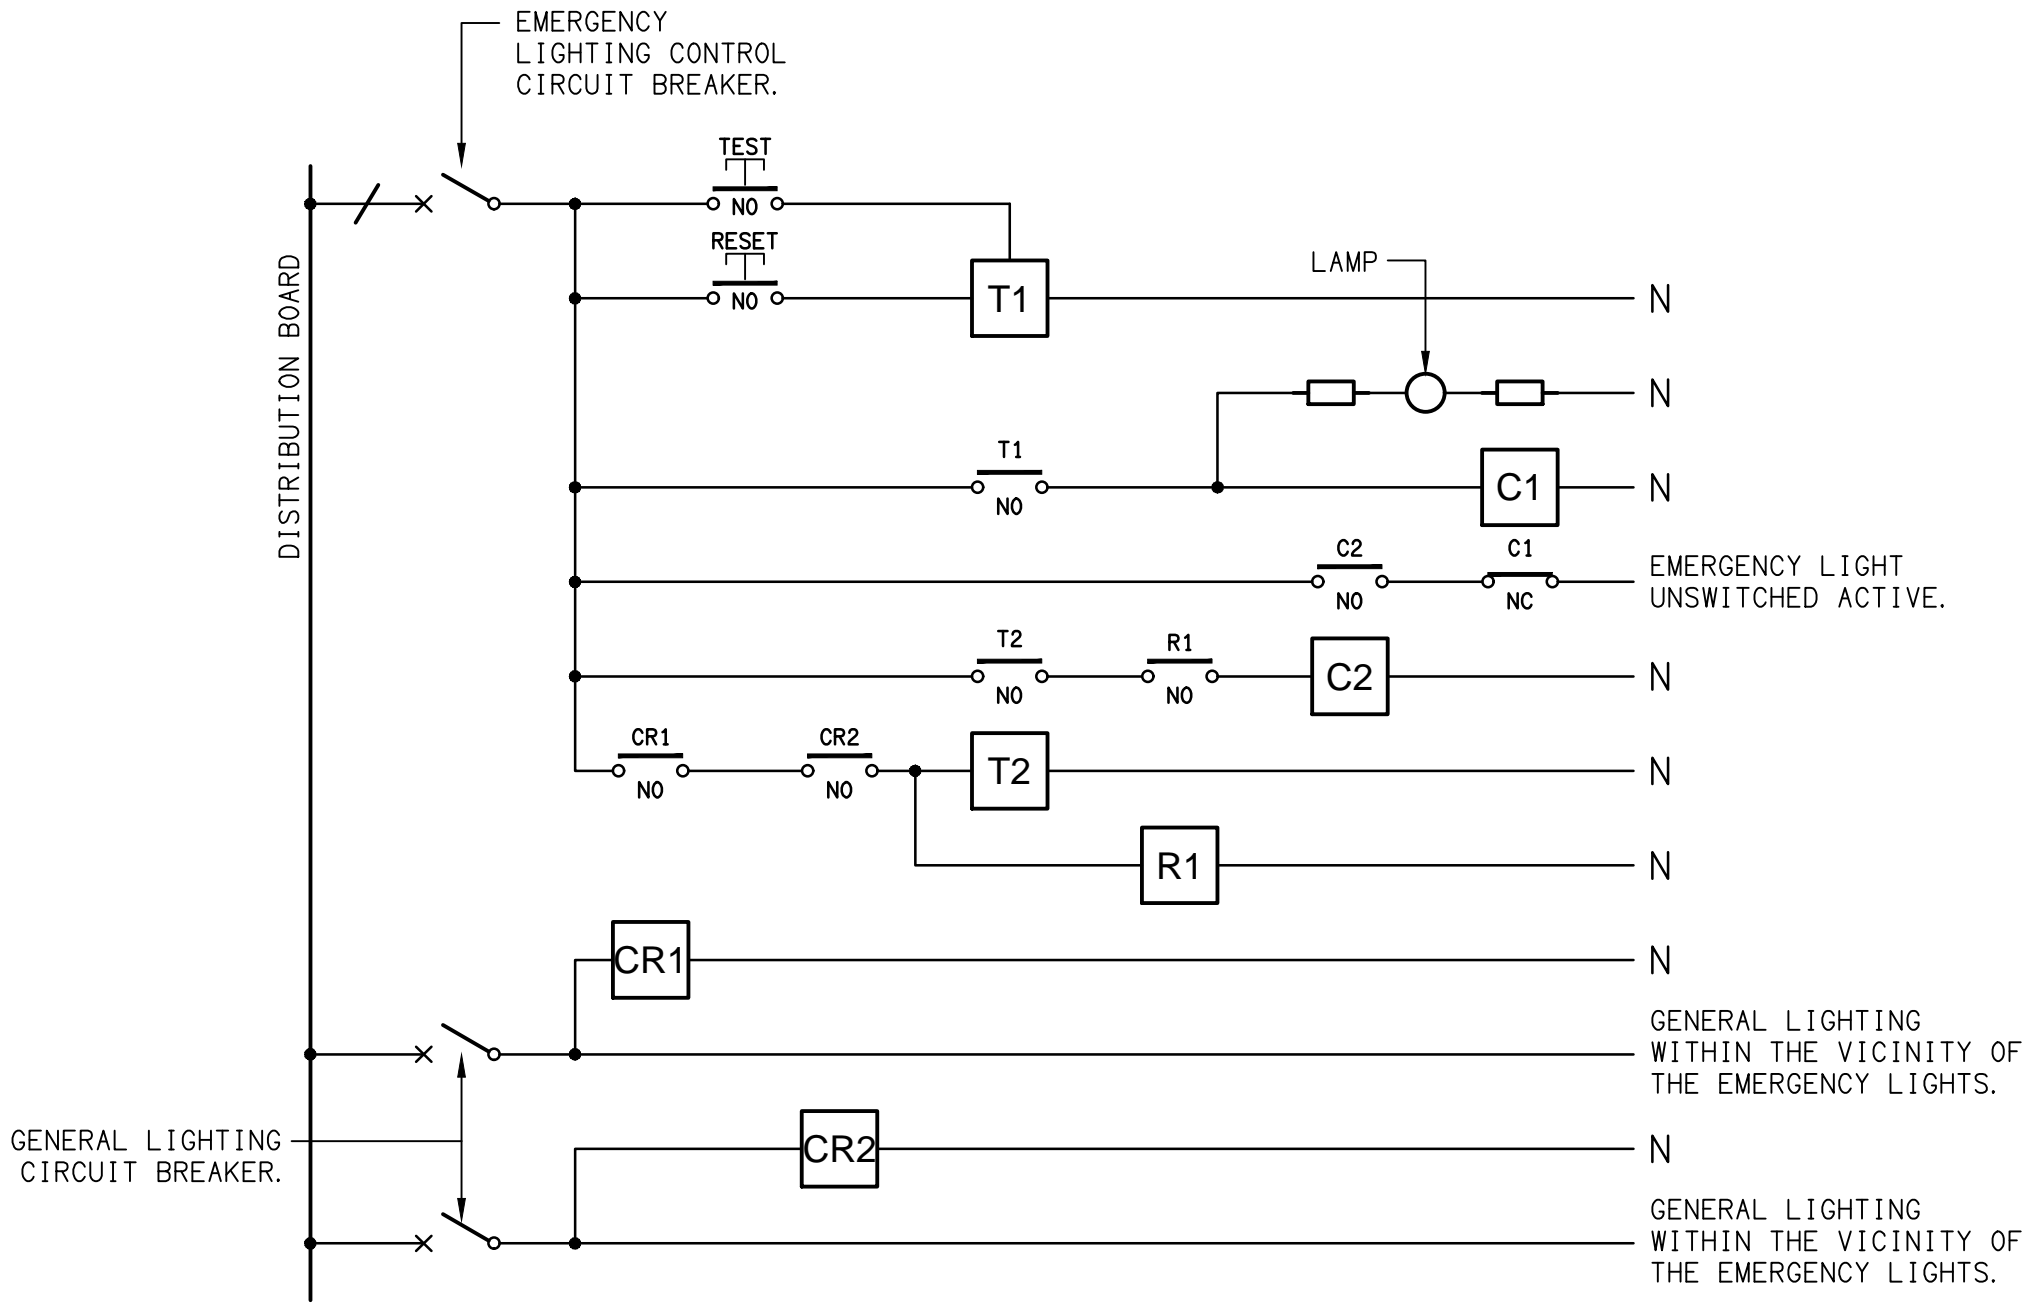 EMERGENCY
LIGHTING CONTROL
CIRCUIT BREAKER.
TEST
NO
RESET
NO
T1
N
LAMP
N
DISTRIBUTION BOARD
T1
NO
C1
N
C2
NO
C1
NC
EMERGENCY LIGHT
UNSWITCHED ACTIVE.
T2
NO
R1
NO
C2
N
CR1
NO
CR2
NO
T2
N
R1
N
CR1
N
GENERAL LIGHTING
WITHIN THE VICINITY OF
THE EMERGENCY LIGHTS.
GENERAL LIGHTING
CIRCUIT BREAKER.
CR2
N
GENERAL LIGHTING
WITHIN THE VICINITY OF
THE EMERGENCY LIGHTS.